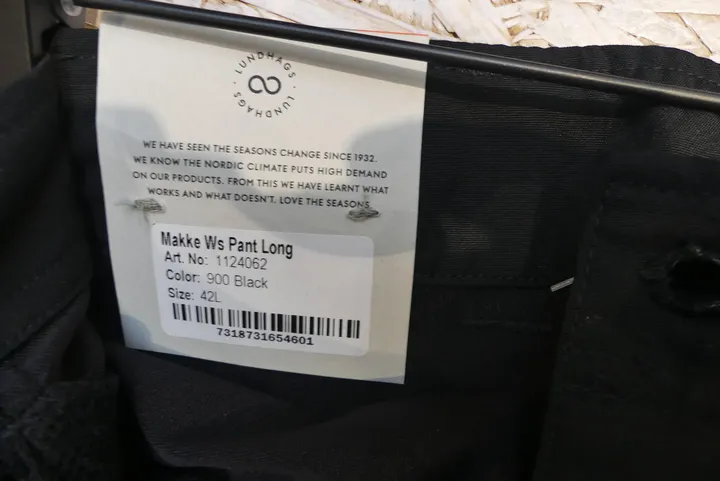 LUNDHAGS · LUNDHAGS ·
WE HAVE SEEN THE SEASONS CHANGE SINCE 1932.
WE KNOW THE NORDIC CLIMATE PUTS HIGH DEMAND
ON OUR PRODUCTS. FROM THIS WE HAVE LEARNT WHAT
WORKS AND WHAT DOESN'T. LOVE THE SEASONS.
Makke Ws Pant Long
Art. No: 1124062
Color: 900 Black
Size: 42L
7318731654601